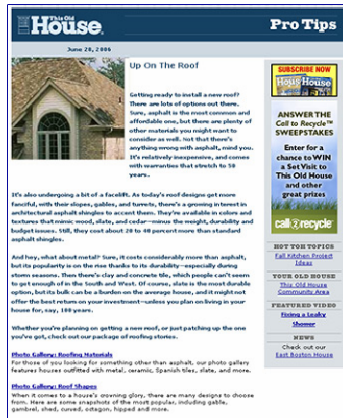 This Old
House
Pro Tips
June 28, 2006
Up On The Roof
Getting ready to install a new roof?
There are lots of options out there.
Sure, asphalt is the most common and
affordable one, but there are plenty of
other materials you might want to
consider as well. Not that there's
anything wrong with asphalt, mind you.
It's relatively inexpensive, and comes
with warranties that stretch to 50
years.
It's also undergoing a bit of a facelift. As today's roof designs get more
fanciful, with their slopes, gables, and turrets, there's a growing interest in
architectural asphalt shingles to accent them. They're available in colors and
textures that mimic wood, slate, and cedar—minus the weight, durability and
budget issues. Still, they cost about 20 to 40 percent more than standard
asphalt shingles.
And hey, what about metal? Sure, it costs considerably more than asphalt,
but its popularity is on the rise thanks to its durability—especially during
storm seasons. Then there's clay and concrete tile, which people can't seem
to get enough of in the South and West. Of course, slate is the most durable
option, but its bulk can be a burden on the average house, and it might not
offer the best return on your investment—unless you plan on living in your
house for, say, 100 years.
Whether you're planning on getting a new roof, or just patching up the one
you've got, check out our package of roofing stories.
Photo Gallery: Roofing Materials
For those of you looking for something other than asphalt, our photo gallery
features houses outfitted with metal, ceramic, Spanish tiles, slate, and more.
Photo Gallery: Roof Shapes
When it comes to a house's crowning glory, there are many designs to choose
from. Here are some snapshots of the most popular, including gable,
gambrel, shed, curved, octagon, hipped and more.
SUBSCRIBE NOW
House
ANSWER THE
Call to Recycle™
SWEEPSTAKES
Enter for a
chance to WIN
a Set Visit to
This Old House
and other
great prizes
call2recycle
HOT TOH TOPICS
Fall Kitchen Project
Ideas
YOUR OLD HOUSE
This Old House
Community Area
FEATURED VIDEO
Fixing a Leaky
Shower
NEWS
Check out our
East Boston House